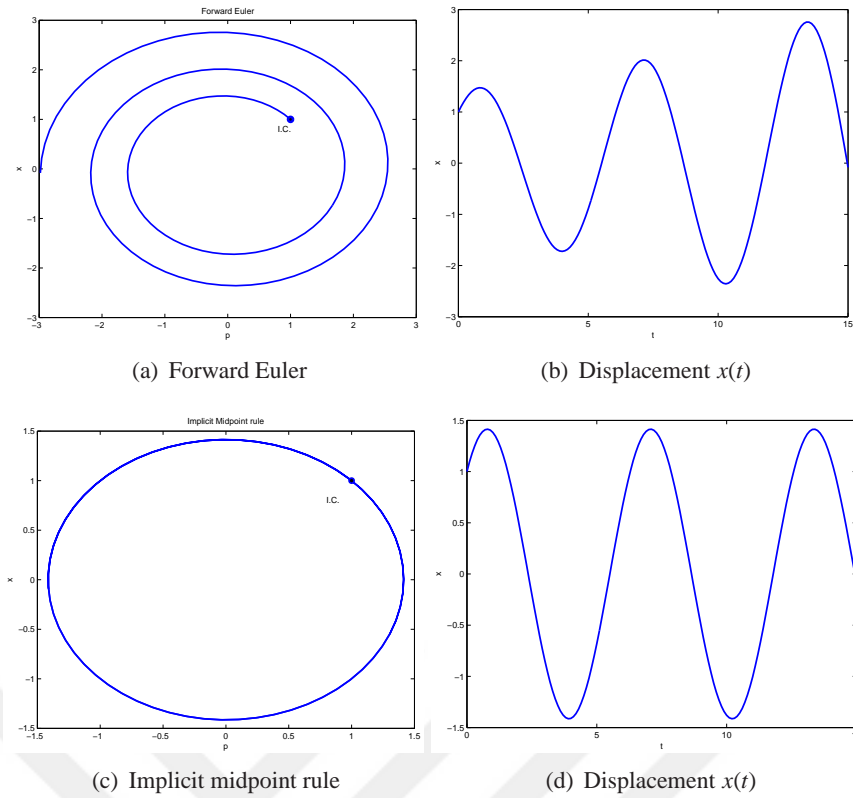 Forward Euler
3
2
1
0
−1
−2
−3
x
I.C.
−3 −2 −1 0 1 2 3
p
3
2
1
0
−1
−2
−3
x
0 5 10 15
t
(a) Forward Euler
(b) Displacement x(t)
Implicit Midpoint rule
1.5
1
0.5
0
−0.5
−1
−1.5
x
I.C.
−1.5 −1 −0.5 0 0.5 1 1.5
p
1.5
1
0.5
0
−0.5
−1
−1.5
x
0 5 10
t
(c) Implicit midpoint rule
(d) Displacement x(t)